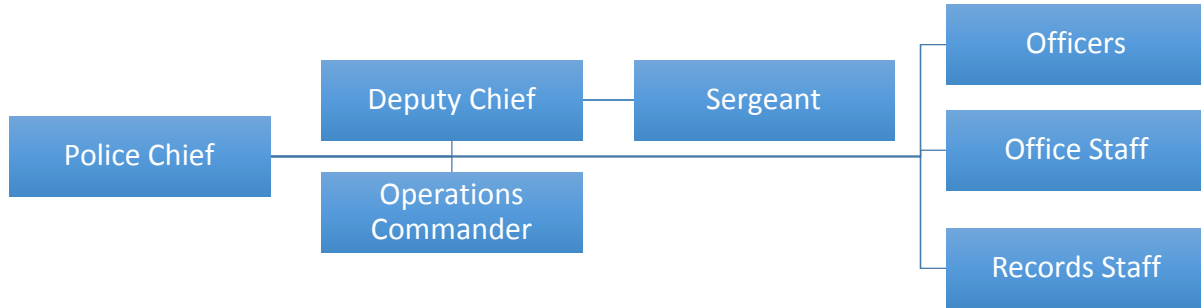 Police Chief
Deputy Chief
Operations
Commander
Sergeant
Officers
Office Staff
Records Staff